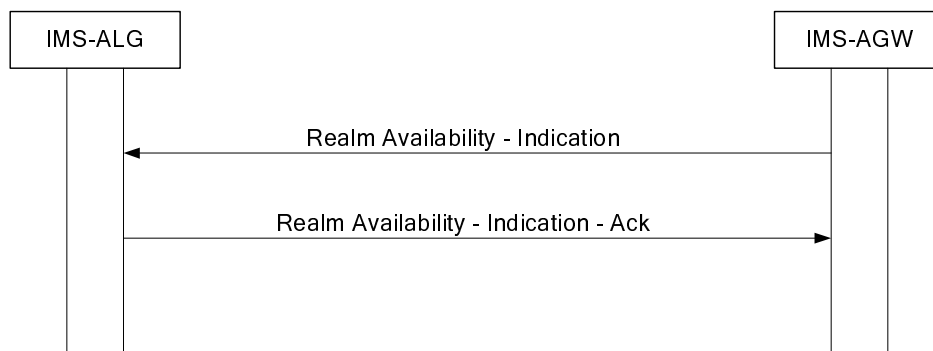 IMS-ALG
IMS-AGW
Realm Availability - Indication
Realm Availability - Indication - Ack